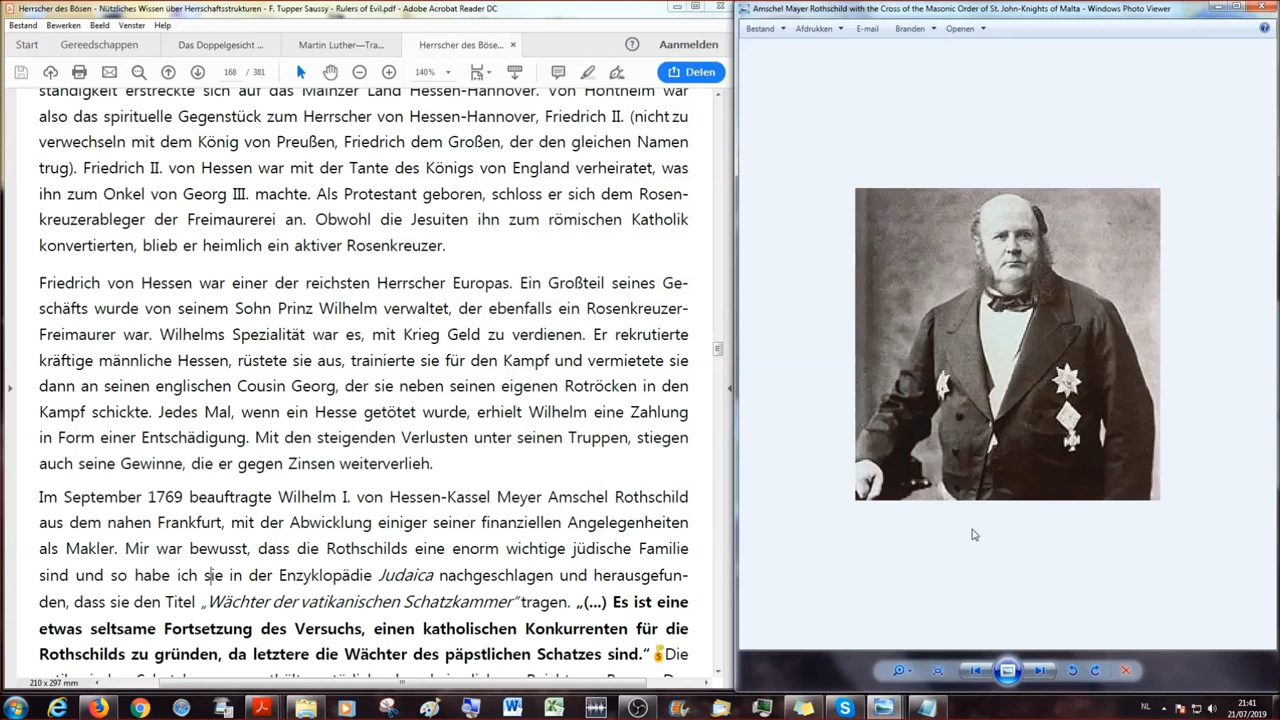 Herrscher des Bösen - Nützliches Wissen über Herrschaftsstrukturen - F. Tupper Saussy - Rulers of Evil.pdf - Adobe Acrobat Reader DC
Bestand Bewerken Beeld Venster Help
Start Gereedschappen Das Doppelgesicht ... Martin Luther—Tra... Herrscher des Böse... × Aanmelden
168 / 381 140% Delen
ständigkeit erstreckte sich auf das Mainzer Land Hessen-Hannover. Von Hontheim war
also das spirituelle Gegenstück zum Herrscher von Hessen-Hannover, Friedrich II. (nicht zu
verwechseln mit dem König von Preußen, Friedrich dem Großen, der den gleichen Namen
trug). Friedrich II. von Hessen war mit der Tante des Königs von England verheiratet, was
ihn zum Onkel von Georg III. machte. Als Protestant geboren, schloss er sich dem Rosen-
kreuzerableger der Freimaurerei an. Obwohl die Jesuiten ihn zum römischen Katholik
konvertierten, blieb er heimlich ein aktiver Rosenkreuzer.
Friedrich von Hessen war einer der reichsten Herrscher Europas. Ein Großteil seines Ge-
schäfts wurde von seinem Sohn Prinz Wilhelm verwaltet, der ebenfalls ein Rosenkreuzer-
Freimaurer war. Wilhelms Spezialität war es, mit Krieg Geld zu verdienen. Er rekrutierte
kräftige männliche Hessen, rüstete sie aus, trainierte sie für den Kampf und vermietete sie
dann an seinen englischen Cousin Georg, der sie neben seinen eigenen Rotröcken in den
Kampf schickte. Jedes Mal, wenn ein Hesse getötet wurde, erhielt Wilhelm eine Zahlung
in Form einer Entschädigung. Mit den steigenden Verlusten unter seinen Truppen, stiegen
auch seine Gewinne, die er gegen Zinsen weiterverlieh.
Im September 1769 beauftragte Wilhelm I. von Hessen-Kassel Meyer Amschel Rothschild
aus dem nahen Frankfurt, mit der Abwicklung einiger seiner finanziellen Angelegenheiten
als Makler. Mir war bewusst, dass die Rothschilds eine enorm wichtige jüdische Familie
sind und so habe ich sie in der Enzyklopädie Judaica nachgeschlagen und herausgefun-
den, dass sie den Titel „Wächter der vatikanischen Schatzkammer“ tragen. „(...) Es ist eine
etwas seltsame Fortsetzung des Versuchs, einen katholischen Konkurrenten für die
Rothschilds zu gründen, da letztere die Wächter des päpstlichen Schatzes sind.“ Die
210 x 297 mm
Amschel Mayer Rothschild with the Cross of the Masonic Order of St. John-Knights of Malta - Windows Photo Viewer
Bestand Afdrukken E-mail Branden Openen
NL 21:41
21/07/2019